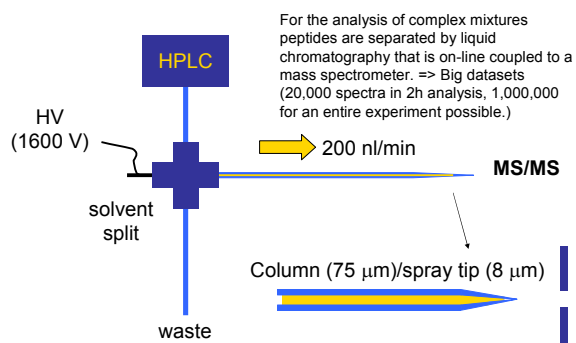 For the analysis of complex mixtures
peptides are separated by liquid
chromatography that is on-line coupled to a
mass spectrometer. => Big datasets
(20,000 spectra in 2h analysis, 1,000,000
for an entire experiment possible.)
HPLC
HV
(1600 V)
200 nl/min
MS/MS
solvent
split
Column (75 μm)/spray tip (8 μm)
waste